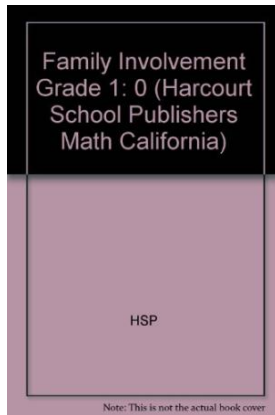 Family Involvement
Grade 1: 0 (Harcourt
School Publishers
Math California)
HSP
Note: This is not the actual book cover